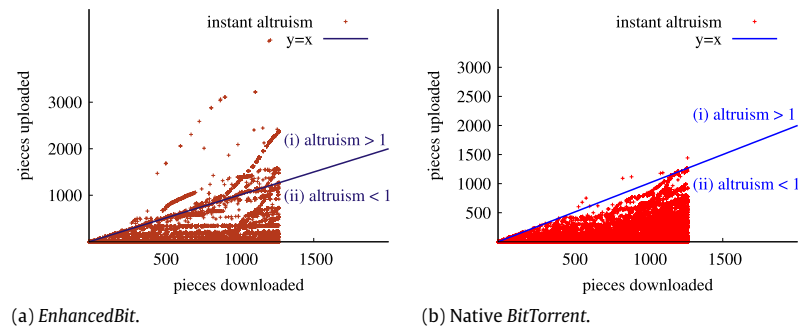 instant altruism
y=x
pieces uploaded
3000
2000
1000
(i) altruism > 1
(ii) altruism < 1
500
1000
1500
pieces downloaded
(a) EnhancedBit.
instant altruism
y=x
pieces uploaded
3000
2500
2000
1500
1000
500
(i) altruism > 1
(ii) altruism < 1
500
1000
1500
pieces downloaded
(b) Native BitTorrent.